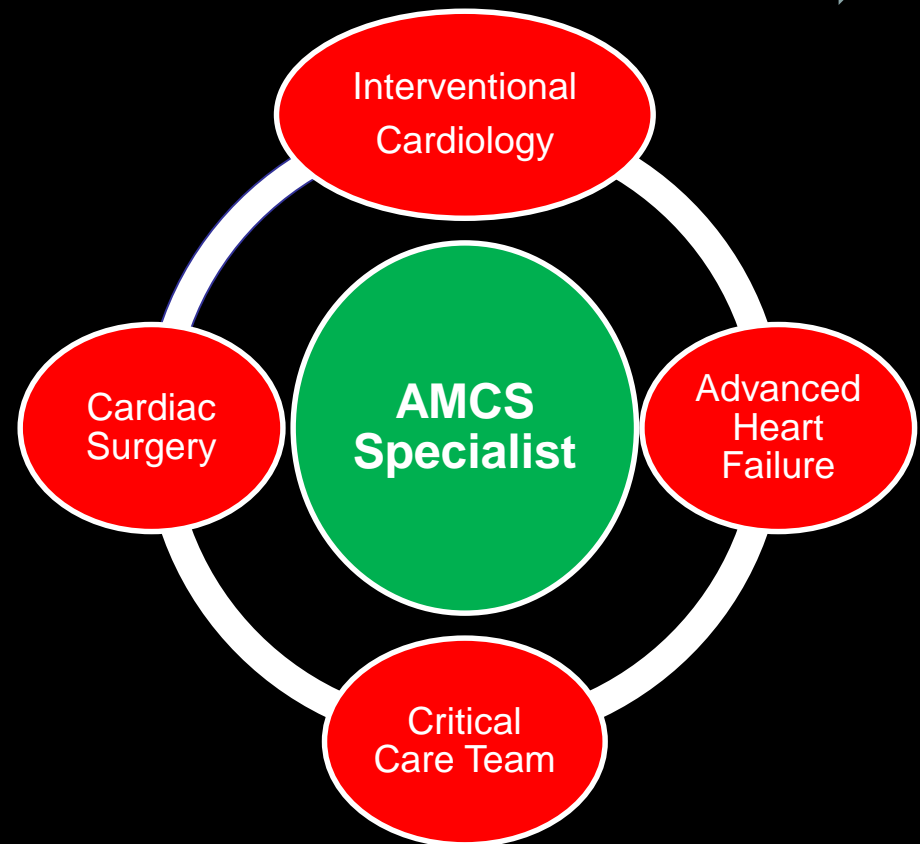 Interventional
Cardiology
AMCS
Specialist
Cardiac
Surgery
Advanced
Heart
Failure
Critical
Care Team